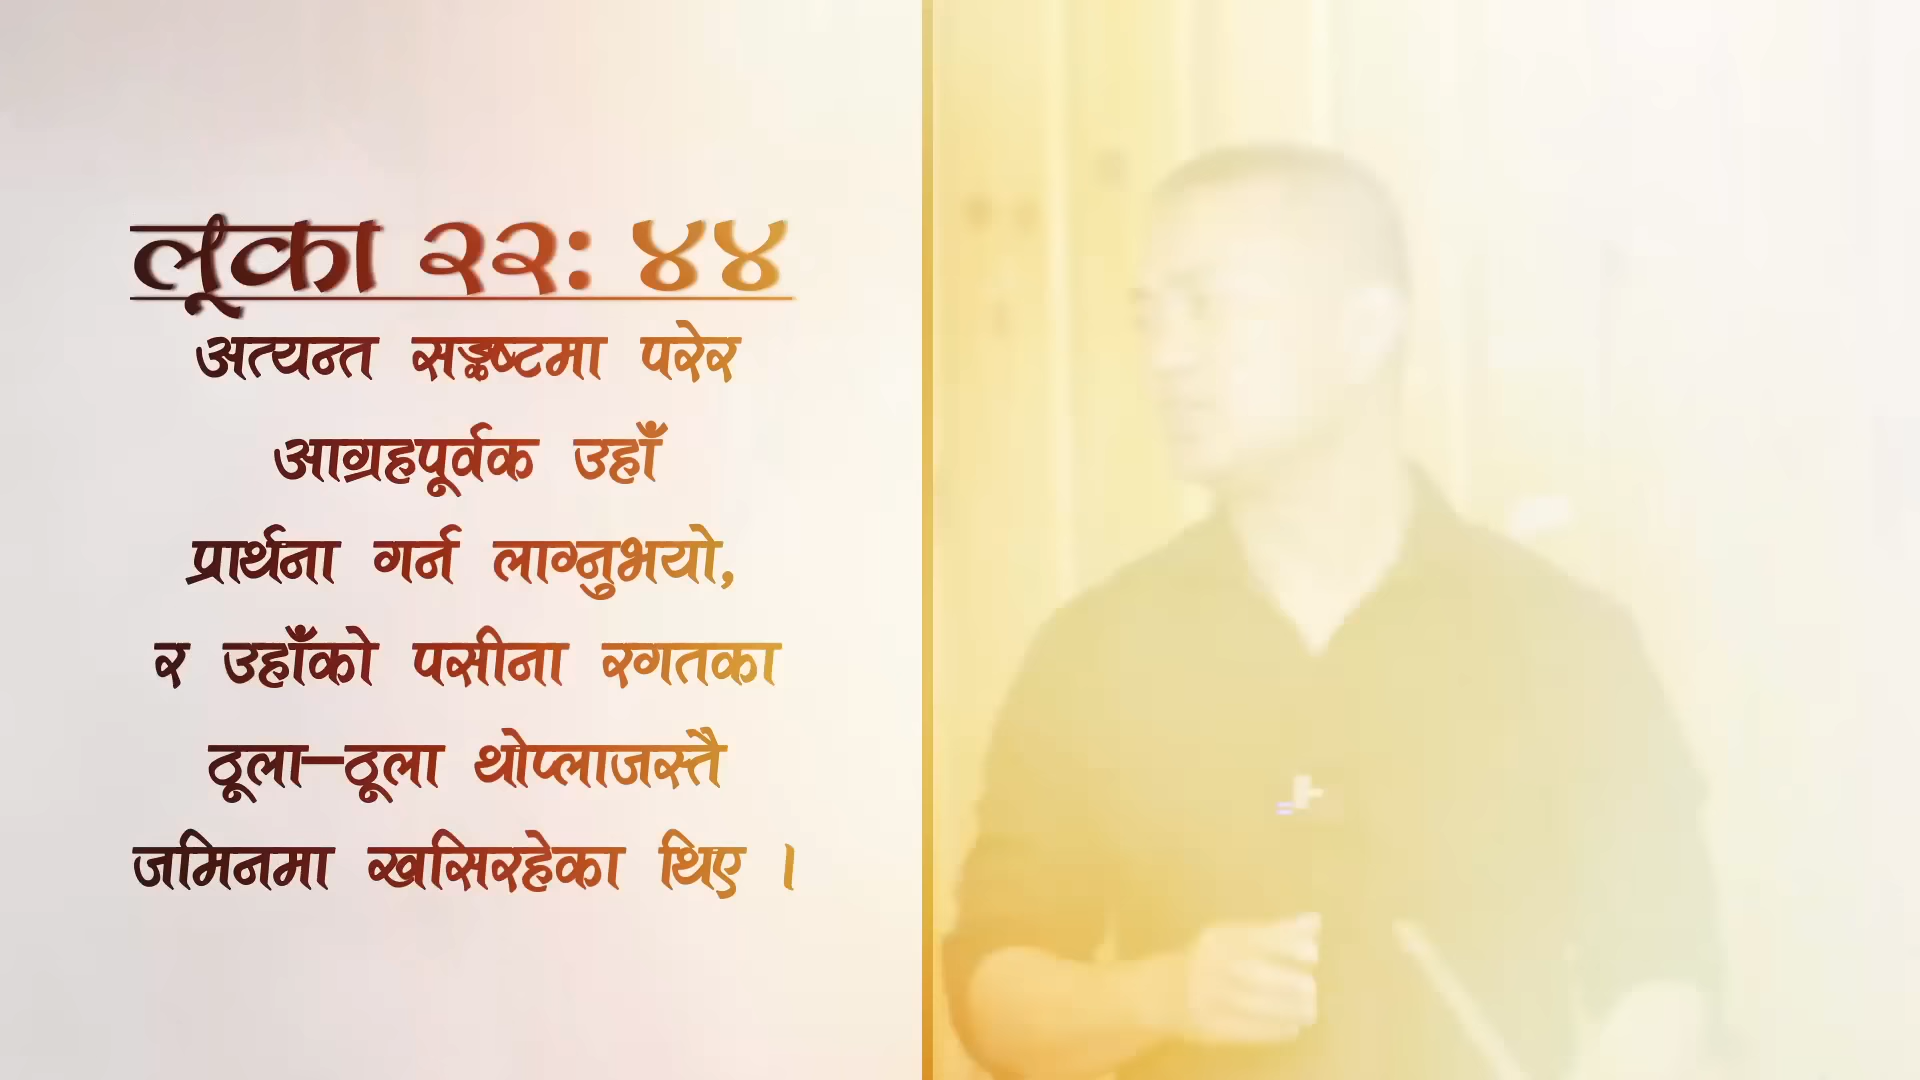 लूका २२: ४४
अत्यन्त सङ्कष्टमा परेर
आग्रहपूर्वक उहाँ
प्रार्थना गर्न लाग्नुभयो,
र उहाँको पसीना रगतका
ठूला–ठूला थोप्लाजस्तै
जमिनमा खसिरहेका थिए ।